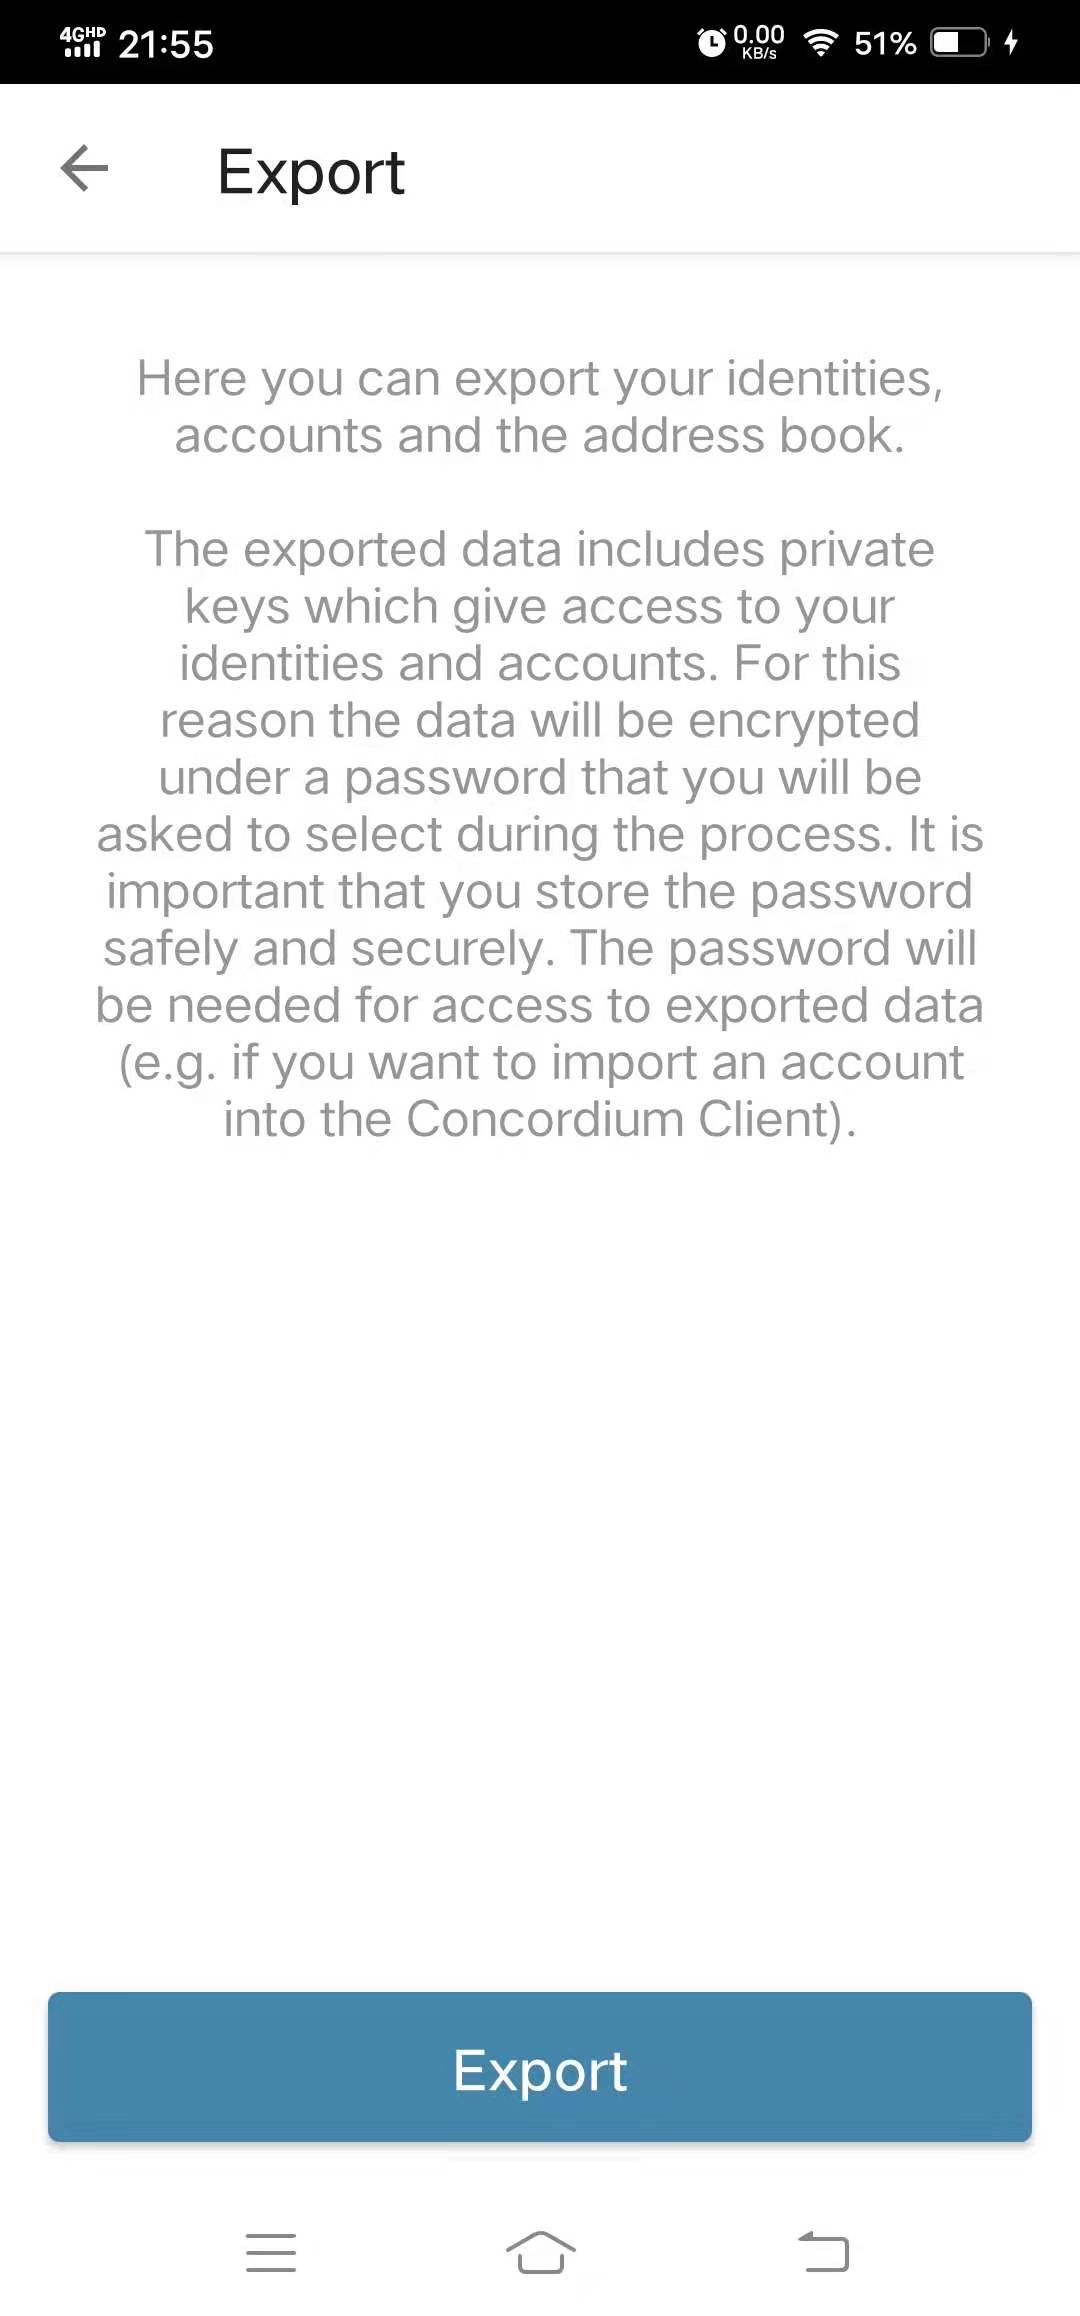 4GHD 21:55 0.00 KB/s 51%
Export
Here you can export your identities,
accounts and the address book.
The exported data includes private
keys which give access to your
identities and accounts. For this
reason the data will be encrypted
under a password that you will be
asked to select during the process. It is
important that you store the password
safely and securely. The password will
be needed for access to exported data
(e.g. if you want to import an account
into the Concordium Client).
Export